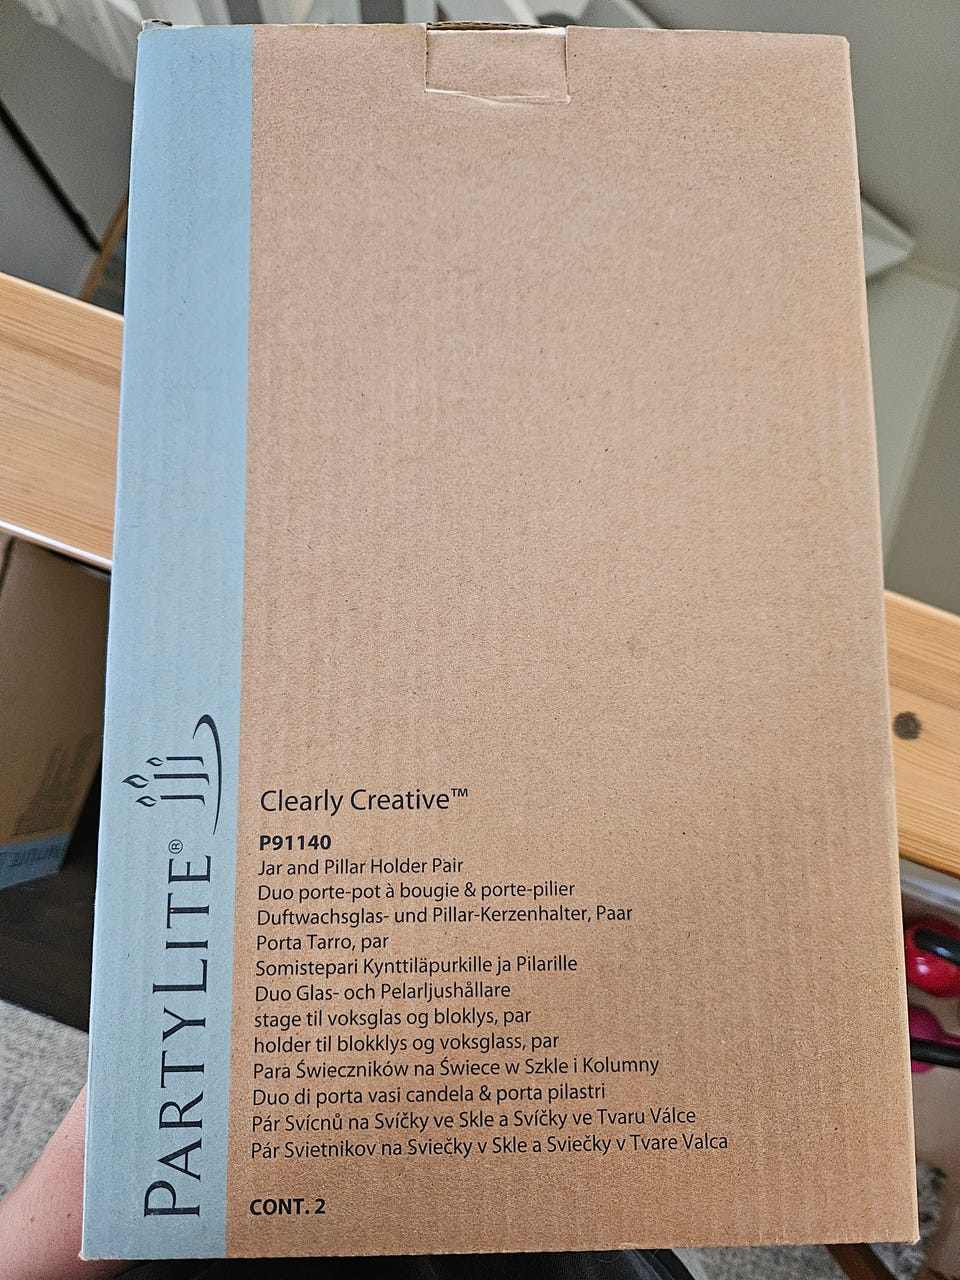 PARTYLITE®
Clearly Creative™
P91140
Jar and Pillar Holder Pair
Duo porte-pot à bougie & porte-pilier
Duftwachsglas- und Pillar-Kerzenhalter, Paar
Porta Tarro, par
Somistepari Kynttiläpurkille ja Pilarille
Duo Glas- och Pelarljushållare
stage til voksglas og bloklys, par
holder til blokklys og voksglass, par
Para Świeczników na Świece w Szkle i Kolumny
Duo di porta vasi candela & porta pilastri
Pár Svícnů na Svíčky ve Skle a Svíčky ve Tvaru Válce
Pár Svietnikov na Sviečky v Skle a Sviečky v Tvare Valca
CONT. 2